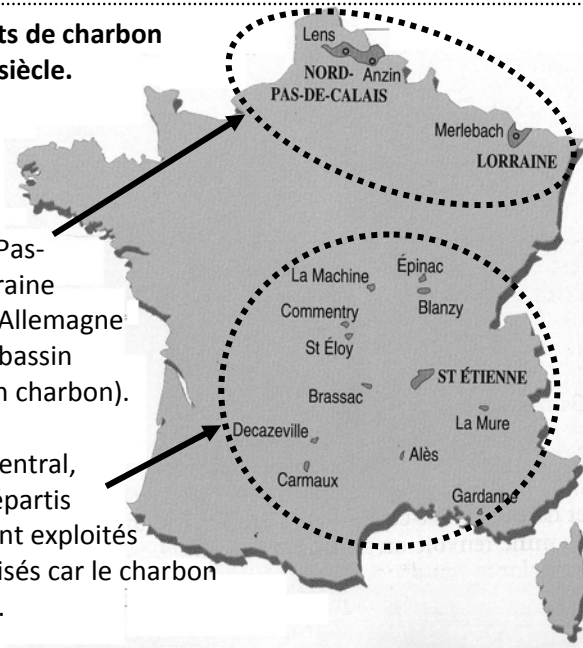 ts de charbon
siècle.
Lens
NORD- Anzin
PAS-DE-CALAIS
Merlebach
LORRAINE
Pas-
raine
Allemagne
bassin
n charbon).
La Machine
Épinac
Commentry
Blanzy
St Éloy
ST ÉTIENNE
Brassac
La Mure
Decazeville
Alès
Carmaux
Gardanne
entral,
épartis
nt exploités
isés car le charbon
.